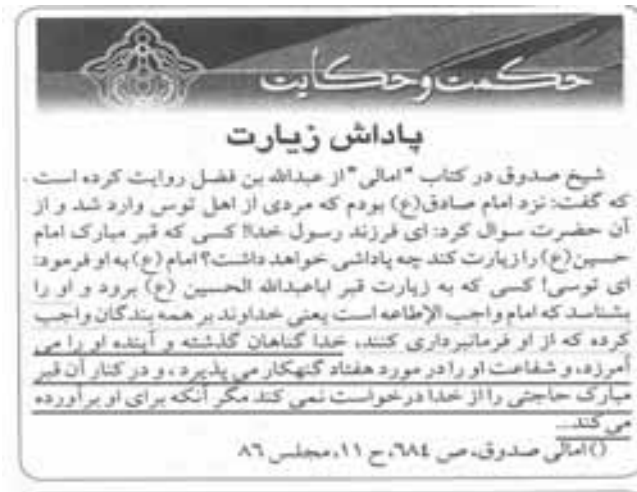 حکمت و حکایت
پاداش زیارت
شیخ صدوق در کتاب "امالی" از عبدالله بن فضل روایت کرده است
که گفت: نزد امام صادق(ع) بودم که مردی از اهل توس وارد شد و از
آن حضرت سوال کرد: ای فرزند رسول خدا! کسی که قبر مبارک امام
حسین(ع) را زیارت کند چه پاداشی خواهد داشت؟ امام (ع) به او فرمود:
ای توسی! کسی که به زیارت قبر اباعبدالله الحسین (ع) برود و او را
بشناسد که امام واجب الإطاعه است یعنی خداوند بر همه بندگان واجب
کرده که از او فرمانبرداری کنند، خدا گناهان گذشته و آینده او را می
آمرزد، و شفاعت او را در مورد هفتاد گنهکار می پذیرد، و در کنار آن قبر
مبارک حاجتی را از خدا درخواست نمی کند مگر آنکه برای او برآورده
می کند...
() امالی صدوق، ص ٦٨٤، ح ١١، مجلس ٨٦